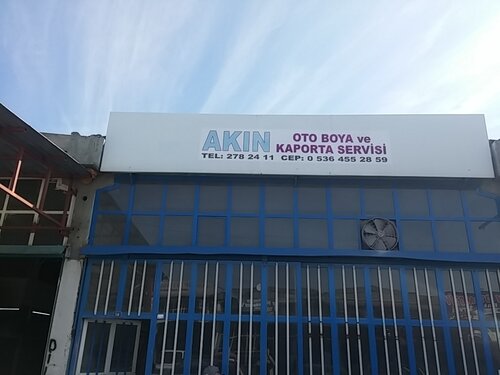 AKIN
OTO BOYA ve
KAPORTA SERVİSİ
TEL: 278 24 11 CEP: 0 536 455 28 59